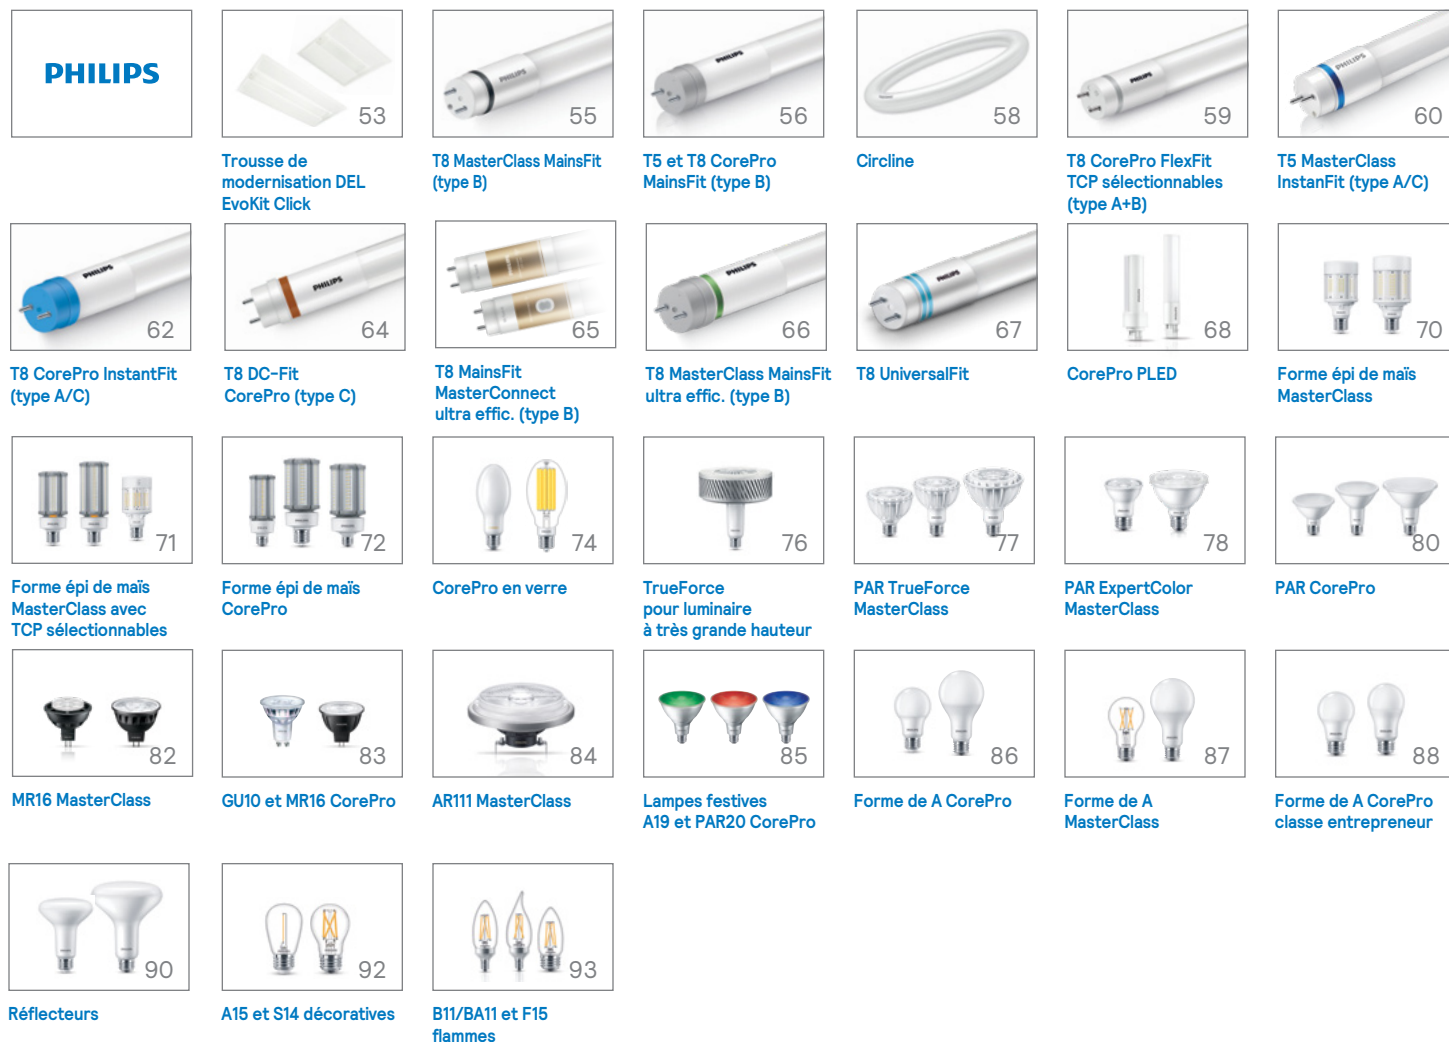 PHILIPS
53
Trousse de
modernisation DEL
EvoKit Click
PHILIPS
55
T8 MasterClass MainsFit
(type B)
PHILIPS
56
T5 et T8 CorePro
MainsFit (type B)
58
Circline
PHILIPS
59
T8 CorePro FlexFit
TCP sélectionnables
(type A+B)
PHILIPS
60
T5 MasterClass
InstanFit (type A/C)
PHILIPS
62
T8 CorePro InstantFit
(type A/C)
PHILIPS
64
T8 DC-Fit
CorePro (type C)
65
T8 MainsFit
MasterConnect
ultra effic. (type B)
PHILIPS
66
T8 MasterClass MainsFit
ultra effic. (type B)
PHILIPS
67
T8 UniversalFit
68
CorePro PLED
70
Forme épi de maïs
MasterClass
71
Forme épi de maïs
MasterClass avec
TCP sélectionnables
72
Forme épi de maïs
CorePro
74
CorePro en verre
76
TrueForce
pour luminaire
à très grande hauteur
77
PAR TrueForce
MasterClass
78
PAR ExpertColor
MasterClass
80
PAR CorePro
82
MR16 MasterClass
83
GU10 et MR16 CorePro
84
AR111 MasterClass
85
Lampes festives
A19 et PAR20 CorePro
86
Forme de A CorePro
87
Forme de A
MasterClass
88
Forme de A CorePro
classe entrepreneur
90
Réflecteurs
92
A15 et S14 décoratives
93
B11/BA11 et F15
flammes